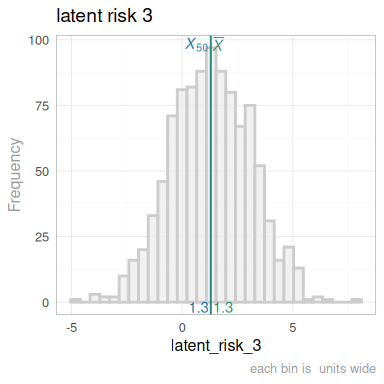 latent risk 3
X50 X̅
100
75
50
25
0
Frequency
1.3 1.3
-5 0 5
latent_risk_3
each bin is  units wide